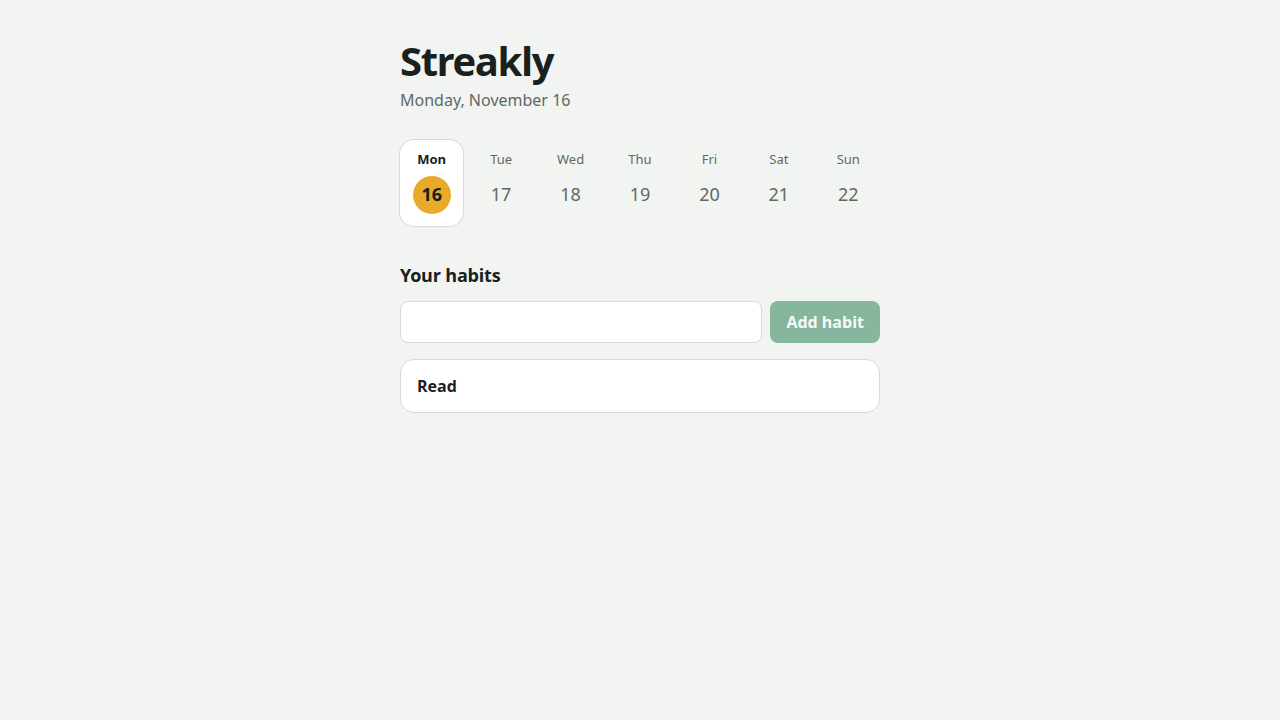 Streakly
Monday, November 16
Mon Tue Wed Thu Fri Sat Sun
16 17 18 19 20 21 22
Your habits
Add habit
Read